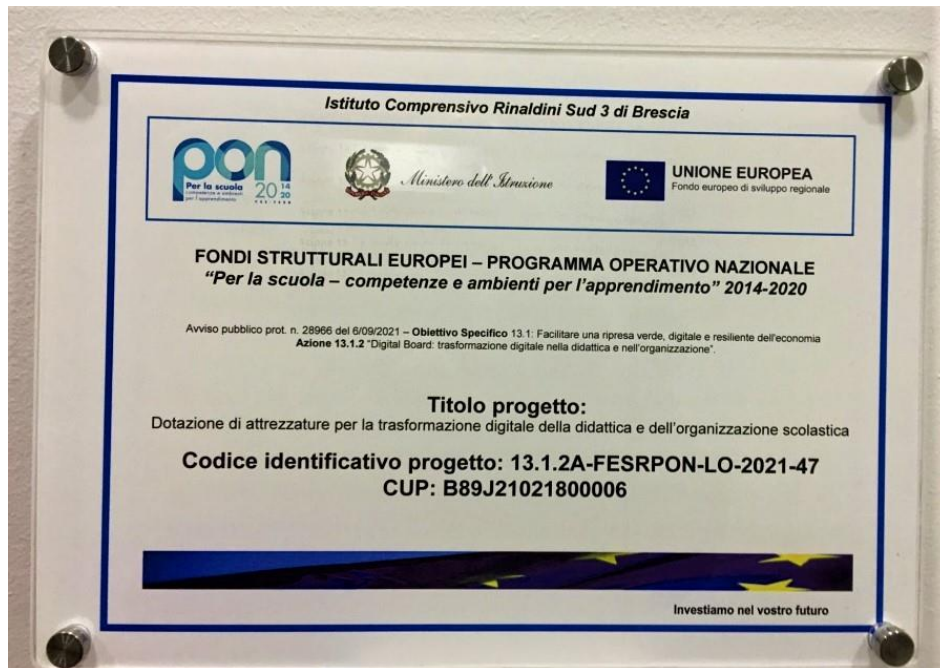 Istituto Comprensivo Rinaldini Sud 3 di Brescia
pon
Per la scuola
competenze e ambienti
per l'apprendimento
20 14
20
Ministero dell'Istruzione
UNIONE EUROPEA
Fondo europeo di sviluppo regionale
FONDI STRUTTURALI EUROPEI – PROGRAMMA OPERATIVO NAZIONALE
“Per la scuola – competenze e ambienti per l’apprendimento” 2014-2020
Avviso pubblico prot. n. 28966 del 6/09/2021 – Obiettivo Specifico 13.1: Facilitare una ripresa verde, digitale e resiliente dell'economia
Azione 13.1.2 “Digital Board: trasformazione digitale nella didattica e nell'organizzazione”.
Titolo progetto:
Dotazione di attrezzature per la trasformazione digitale della didattica e dell’organizzazione scolastica
Codice identificativo progetto: 13.1.2A-FESRPON-LO-2021-47
CUP: B89J21021800006
Investiamo nel vostro futuro